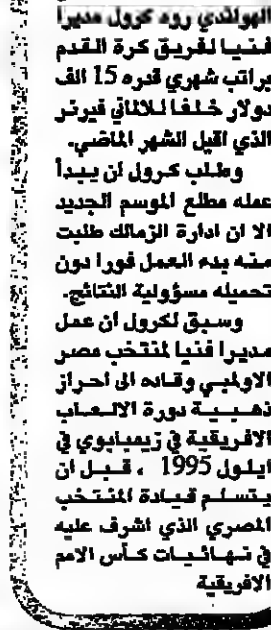 الهولندي رود كرول مديرا
فنيا لفريق كرة القدم
براتب شهري قدره 15 الف
دولار خلفا للالماني فيرنر
الذي اقيل الشهر الماضي.
وطلب كرول ان يبدأ
عمله مطلع الموسم الجديد
الا ان ادارة الزمالك طلبت
منه بدء العمل فورا دون
تحميله مسؤولية النتائج.
وسبق لكرول ان عمل
مديرا فنيا لمنتخب مصر
الاولمبي وقاده الى احراز
ذهبية دورة الالعاب
الافريقية في زيمبابوي في
ايلول 1995 ، قبل ان
يتسلم قيادة المنتخب
المصري الذي اشرف عليه
في نهائيات كأس الامم
الافريقية